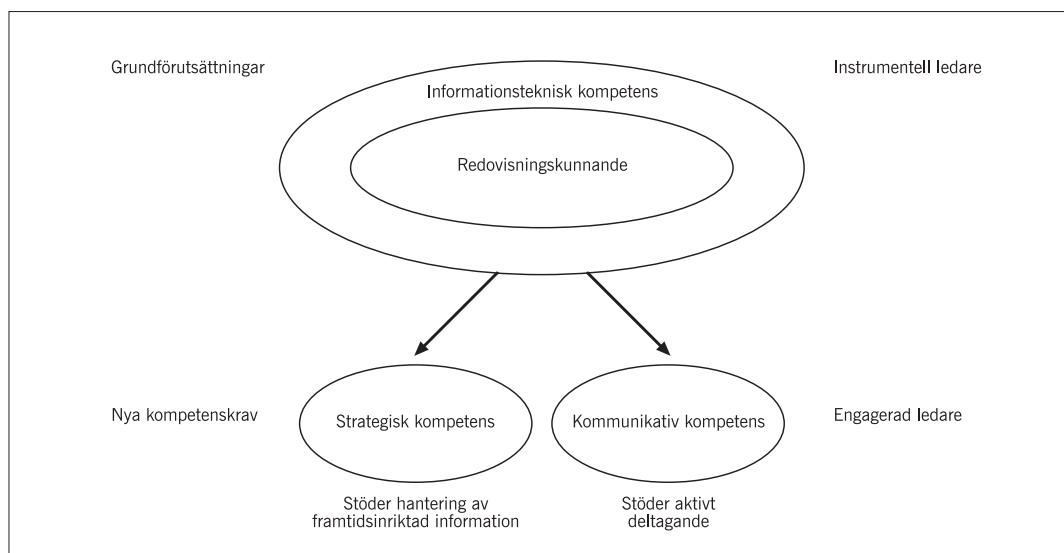 Grundförutsättningar
Instrumentell ledare
Informationsteknisk kompetens
Redovisningskunnande
Nya kompetenskrav
Strategisk kompetens
Kommunikativ kompetens
Engagerad ledare
Stöder hantering av
framtidsinriktad information
Stöder aktivt
deltagande